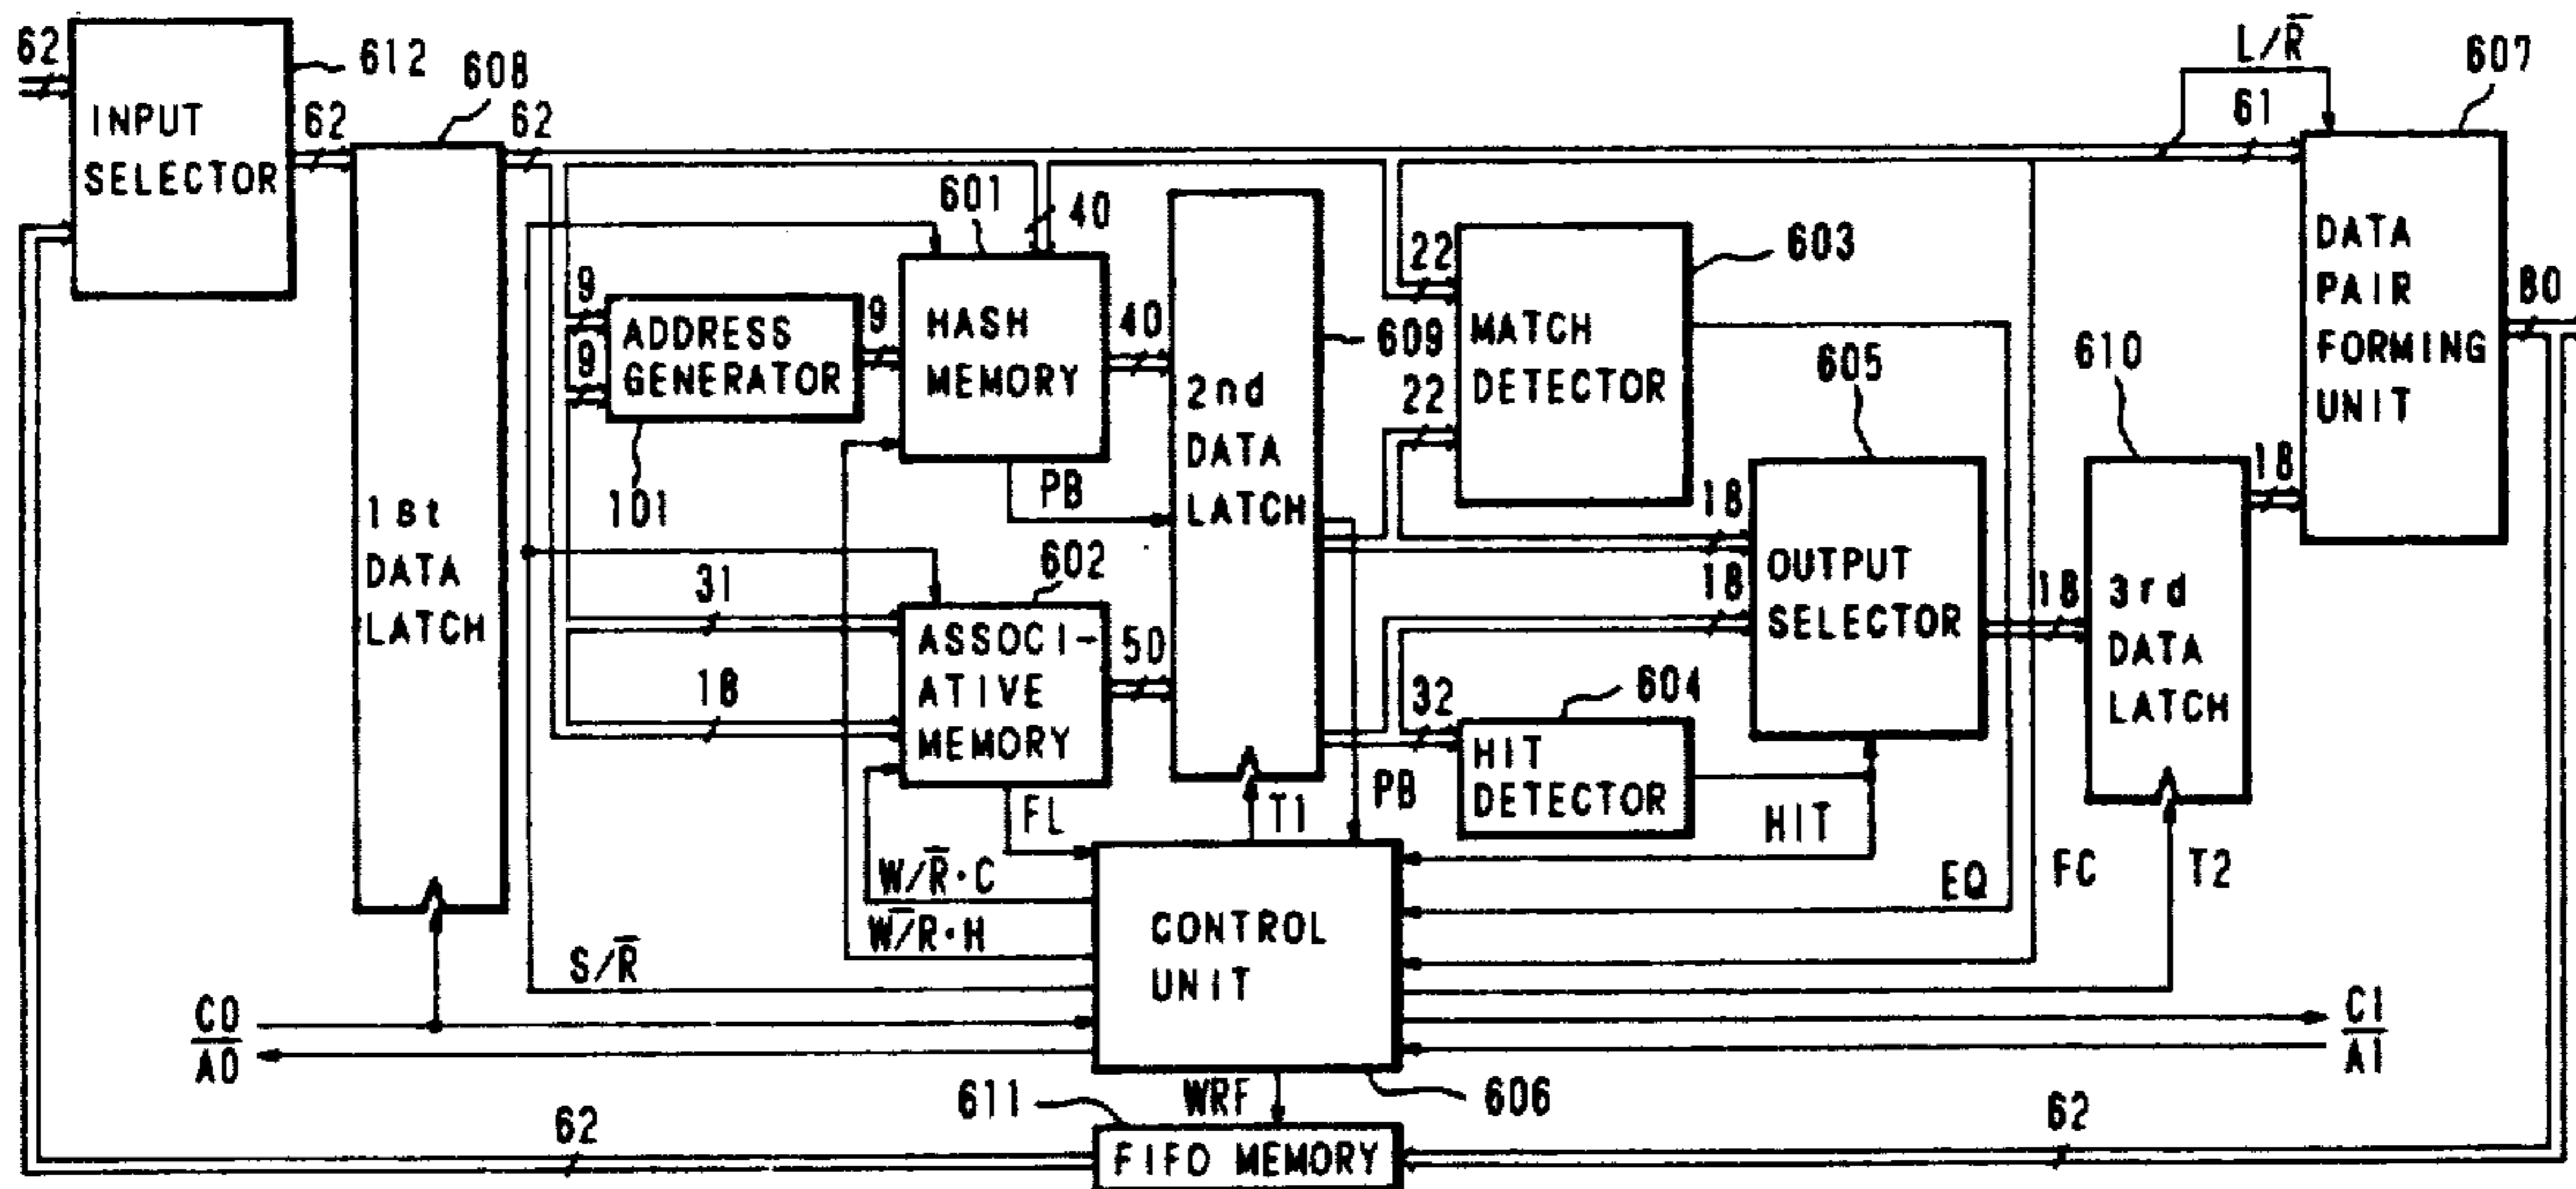 62
INPUT
SELECTOR
612
62
608
62
1st
DATA
LATCH
9
9
ADDRESS
GENERATOR
101
9
601
40
HASH
MEMORY
40
PB
31
18
602
ASSOCI-
ATIVE
MEMORY
50
FL
2nd
DATA
LATCH
609
T1
22
22
MATCH
DETECTOR
603
18
18
605
OUTPUT
SELECTOR
32
604
HIT
DETECTOR
PB
HIT
EQ
FC
T2
18
610
3rd
DATA
LATCH
18
L/R̅
61
607
DATA
PAIR
FORMING
UNIT
80
W/R̅·C
W̅/R·H
S/R̅
CONTROL
UNIT
606
C0
A̅0̅
C1
A̅1̅
WRF
611
FIFO MEMORY
62
62